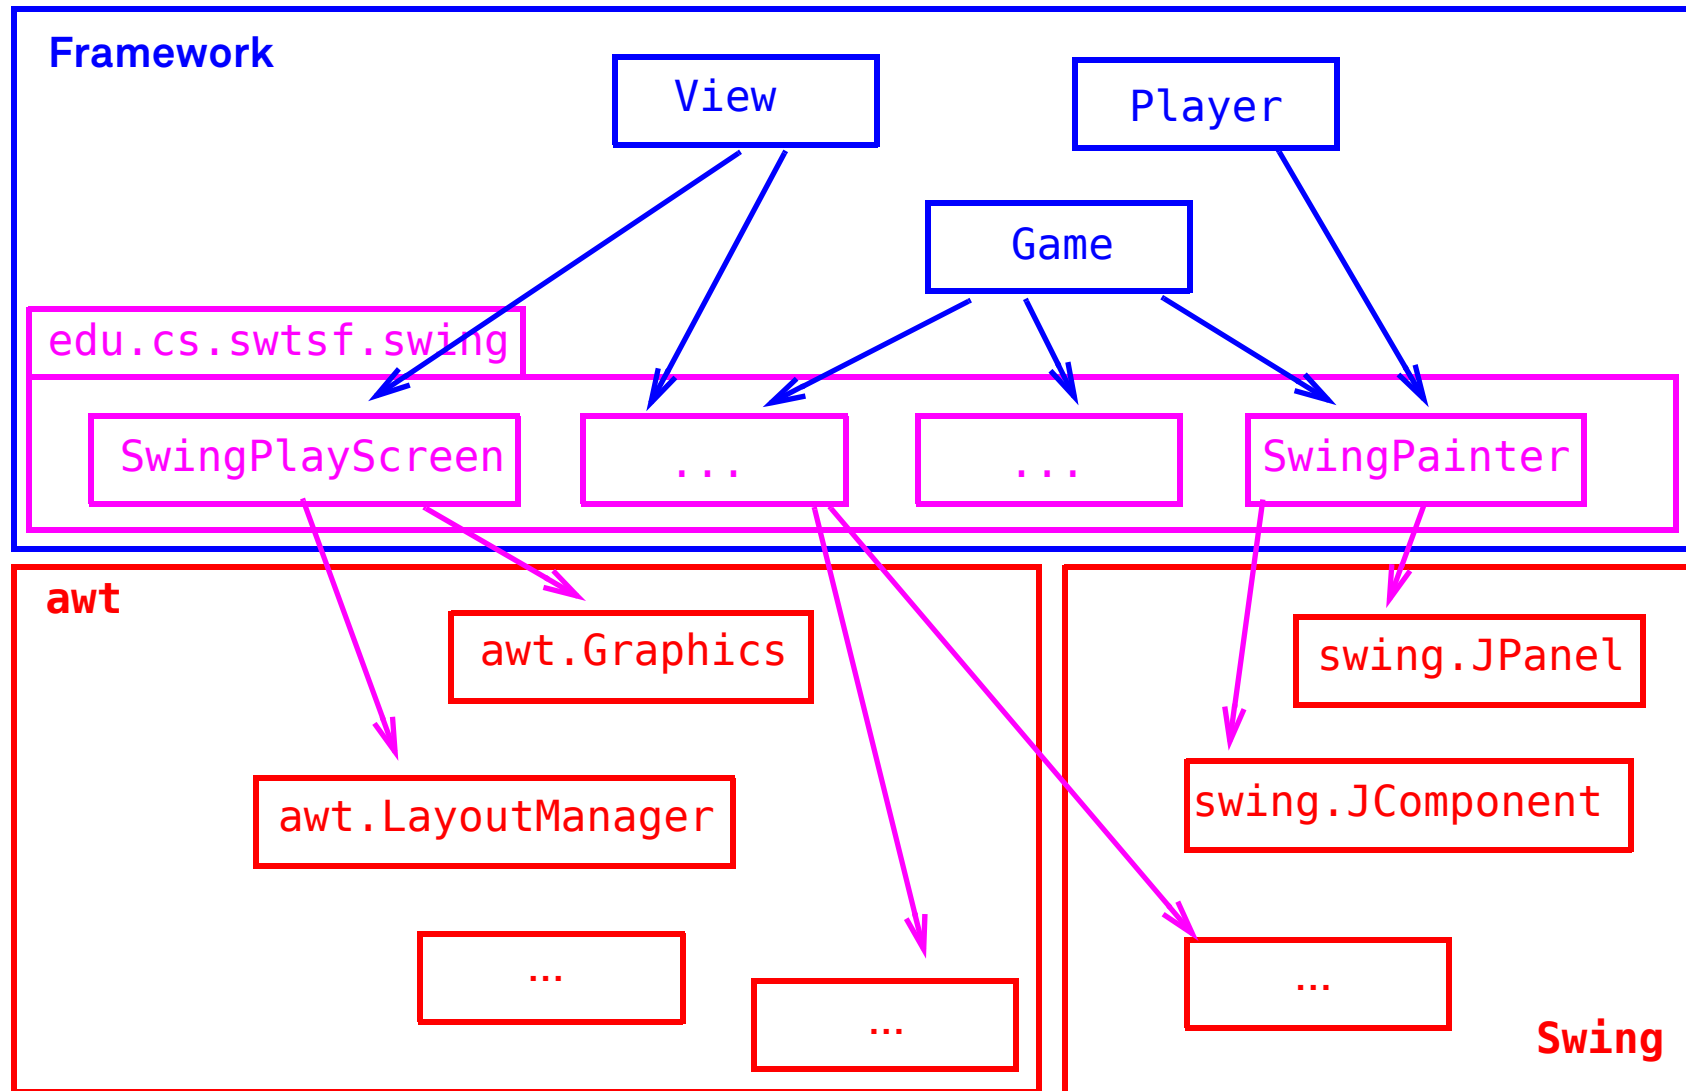 Framework
View
Player
Game
edu.cs.swtsf.swing
SwingPlayScreen
...
...
SwingPainter
awt
awt.Graphics
swing.JPanel
awt.LayoutManager
swing.JComponent
...
...
...
Swing